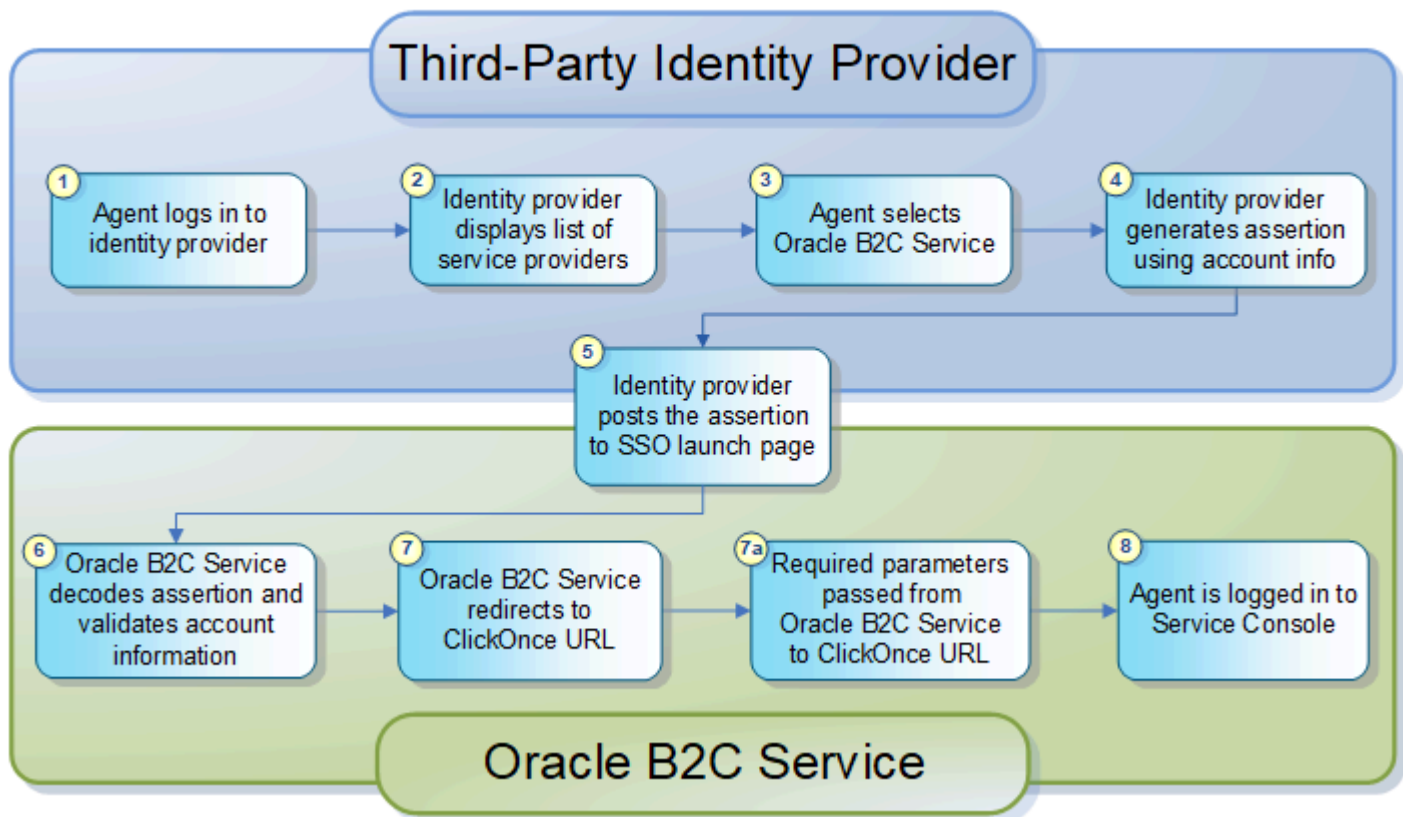 Third-Party Identity Provider
1
Agent logs in to
identity provider
2
Identity provider
displays list of
service providers
3
Agent selects
Oracle B2C Service
4
Identity provider
generates assertion
using account info
5
Identity provider
posts the assertion
to SSO launch page
6
Oracle B2C Service
decodes assertion and
validates account
information
7
Oracle B2C Service
redirects to
ClickOnce URL
7a
Required parameters
passed from
Oracle B2C Service
to ClickOnce URL
8
Agent is logged in to
Service Console
Oracle B2C Service